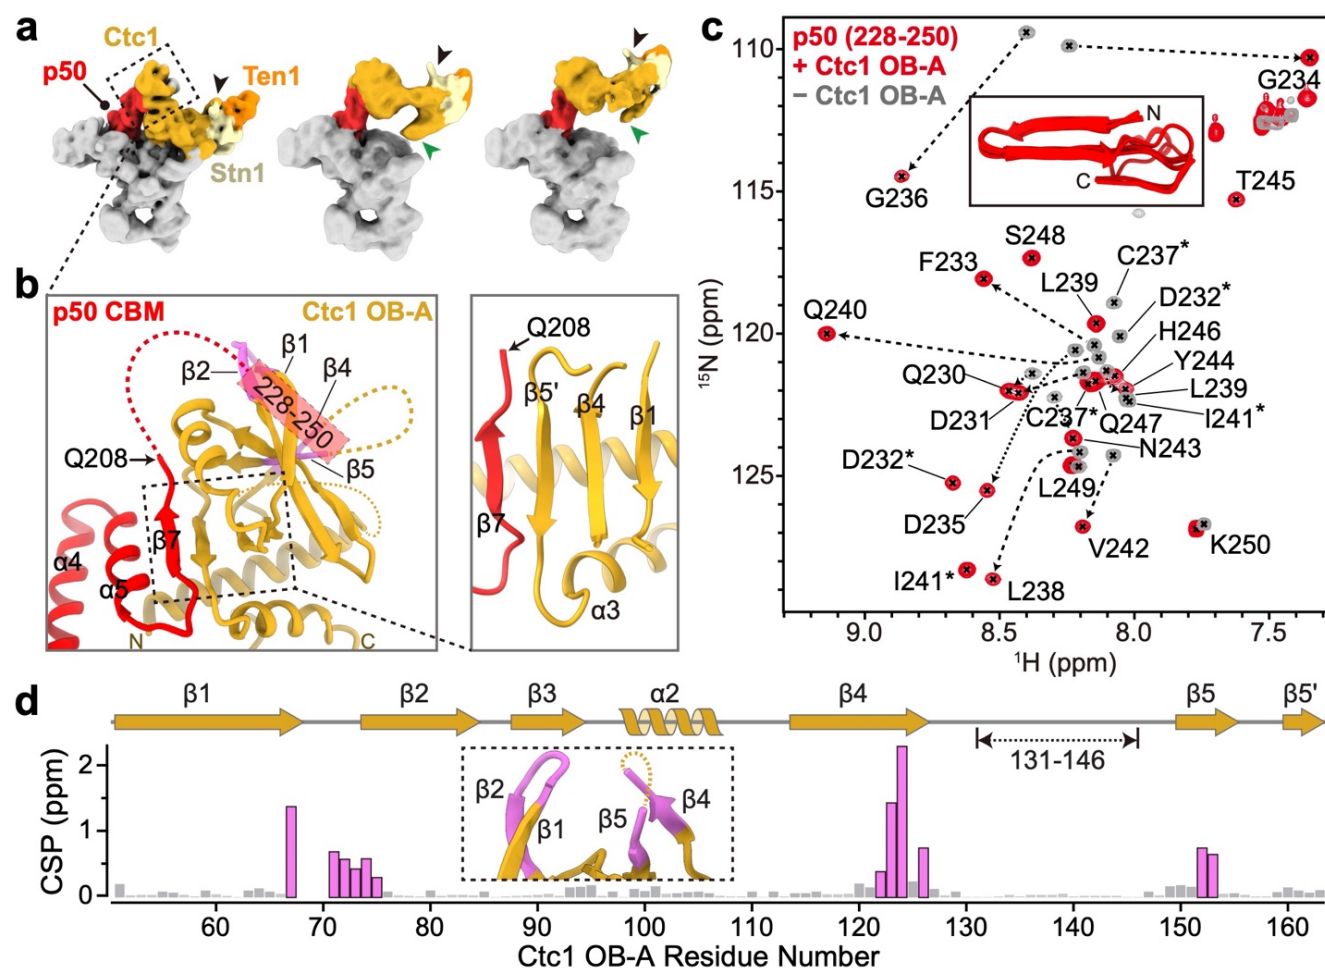 a
Ctc1
p50
Ten1
Stn1
b
p50 CBM
Ctc1 OB-A
β1
β2
β4
228-250
Q208
β5
β7
α4
α5
N
C
Q208
β5'
β4
β1
β7
α3
c
p50 (228-250)
+ Ctc1 OB-A
− Ctc1 OB-A
G234
N
C
G236
T245
S248
C237*
F233
L239
D232*
Q240
H246
Y244
Q230
L239
D231
C237*
Q247
I241*
N243
D232*
L249
D235
V242
K250
I241*
L238
110
115
120
125
15N (ppm)
9.0 8.5 8.0 7.5
1H (ppm)
d
β1 β2 β3 α2 β4 β5 β5'
131-146
β2
β1
β5
β4
CSP (ppm)
2
1
0
60 70 80 90 100 110 120 130 140 150 160
Ctc1 OB-A Residue Number